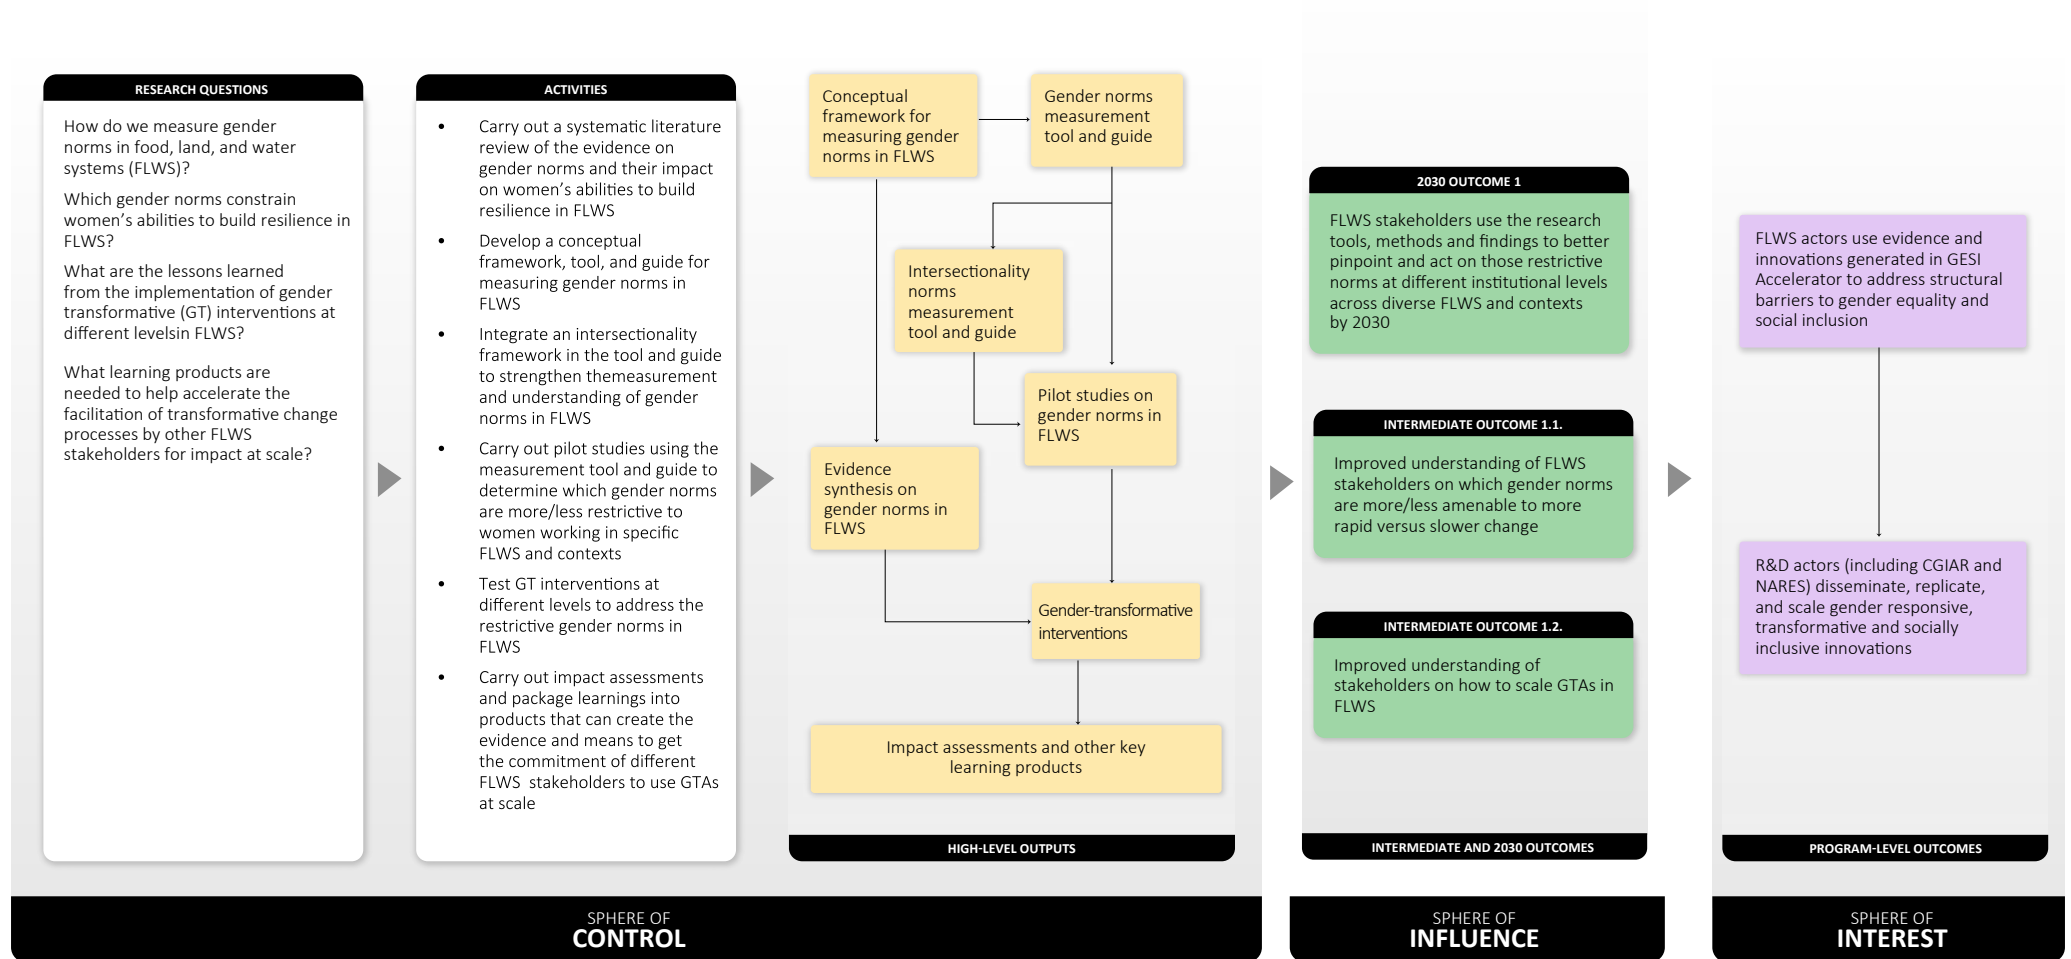 RESEARCH QUESTIONS
How do we measure gender
norms in food, land, and water
systems (FLWS)?
Which gender norms constrain
women’s abilities to build resilience in
FLWS?
What are the lessons learned
from the implementation of gender
transformative (GT) interventions at
different levelsin FLWS?
What learning products are
needed to help accelerate the
facilitation of transformative change
processes by other FLWS
stakeholders for impact at scale?
ACTIVITIES
• Carry out a systematic literature
review of the evidence on
gender norms and their impact
on women’s abilities to build
resilience in FLWS
• Develop a conceptual
framework, tool, and guide for
measuring gender norms in
FLWS
• Integrate an intersectionality
framework in the tool and guide
to strengthen themeasurement
and understanding of gender
norms in FLWS
• Carry out pilot studies using the
measurement tool and guide to
determine which gender norms
are more/less restrictive to
women working in specific
FLWS and contexts
• Test GT interventions at
different levels to address the
restrictive gender norms in
FLWS
• Carry out impact assessments
and package learnings into
products that can create the
evidence and means to get
the commitment of different
FLWS stakeholders to use GTAs
at scale
Conceptual
framework for
measuring gender
norms in FLWS
Gender norms
measurement
tool and guide
Intersectionality
norms
measurement
tool and guide
Pilot studies on
gender norms in
FLWS
Evidence
synthesis on
gender norms in
FLWS
Gender-transformative
interventions
Impact assessments and other key
learning products
HIGH-LEVEL OUTPUTS
SPHERE OF
CONTROL
2030 OUTCOME 1
FLWS stakeholders use the research
tools, methods and findings to better
pinpoint and act on those restrictive
norms at different institutional levels
across diverse FLWS and contexts
by 2030
INTERMEDIATE OUTCOME 1.1.
Improved understanding of FLWS
stakeholders on which gender norms
are more/less amenable to more
rapid versus slower change
INTERMEDIATE OUTCOME 1.2.
Improved understanding of
stakeholders on how to scale GTAs in
FLWS
INTERMEDIATE AND 2030 OUTCOMES
SPHERE OF
INFLUENCE
FLWS actors use evidence and
innovations generated in GESI
Accelerator to address structural
barriers to gender equality and
social inclusion
R&D actors (including CGIAR and
NARES) disseminate, replicate,
and scale gender responsive,
transformative and socially
inclusive innovations
PROGRAM-LEVEL OUTCOMES
SPHERE OF
INTEREST